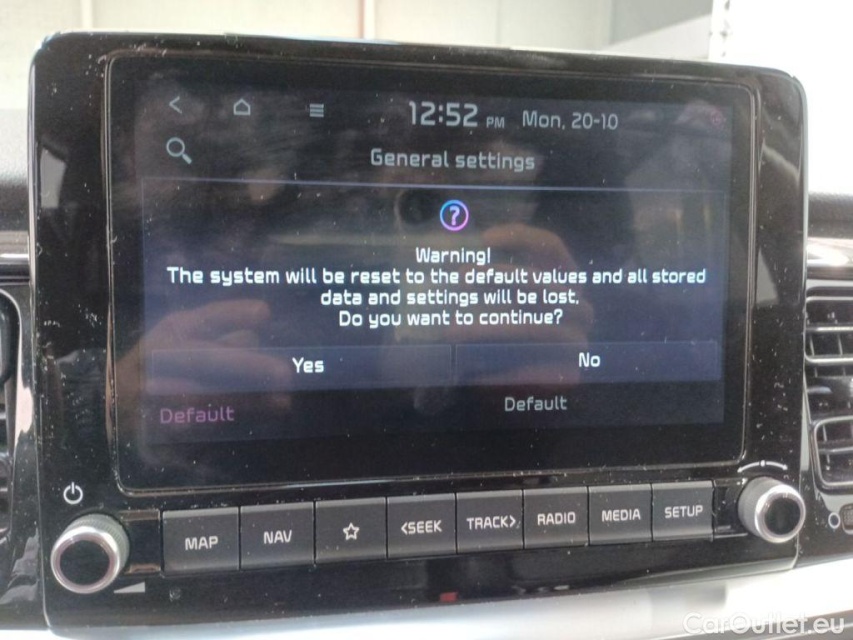 12:52 PM Mon, 20-10
General settings
?
Warning!
The system will be reset to the default values and all stored
data and settings will be lost.
Do you want to continue?
Yes No
Default Default
MAP NAV <SEEK TRACK> RADIO MEDIA SETUP
CarOutlet.eu